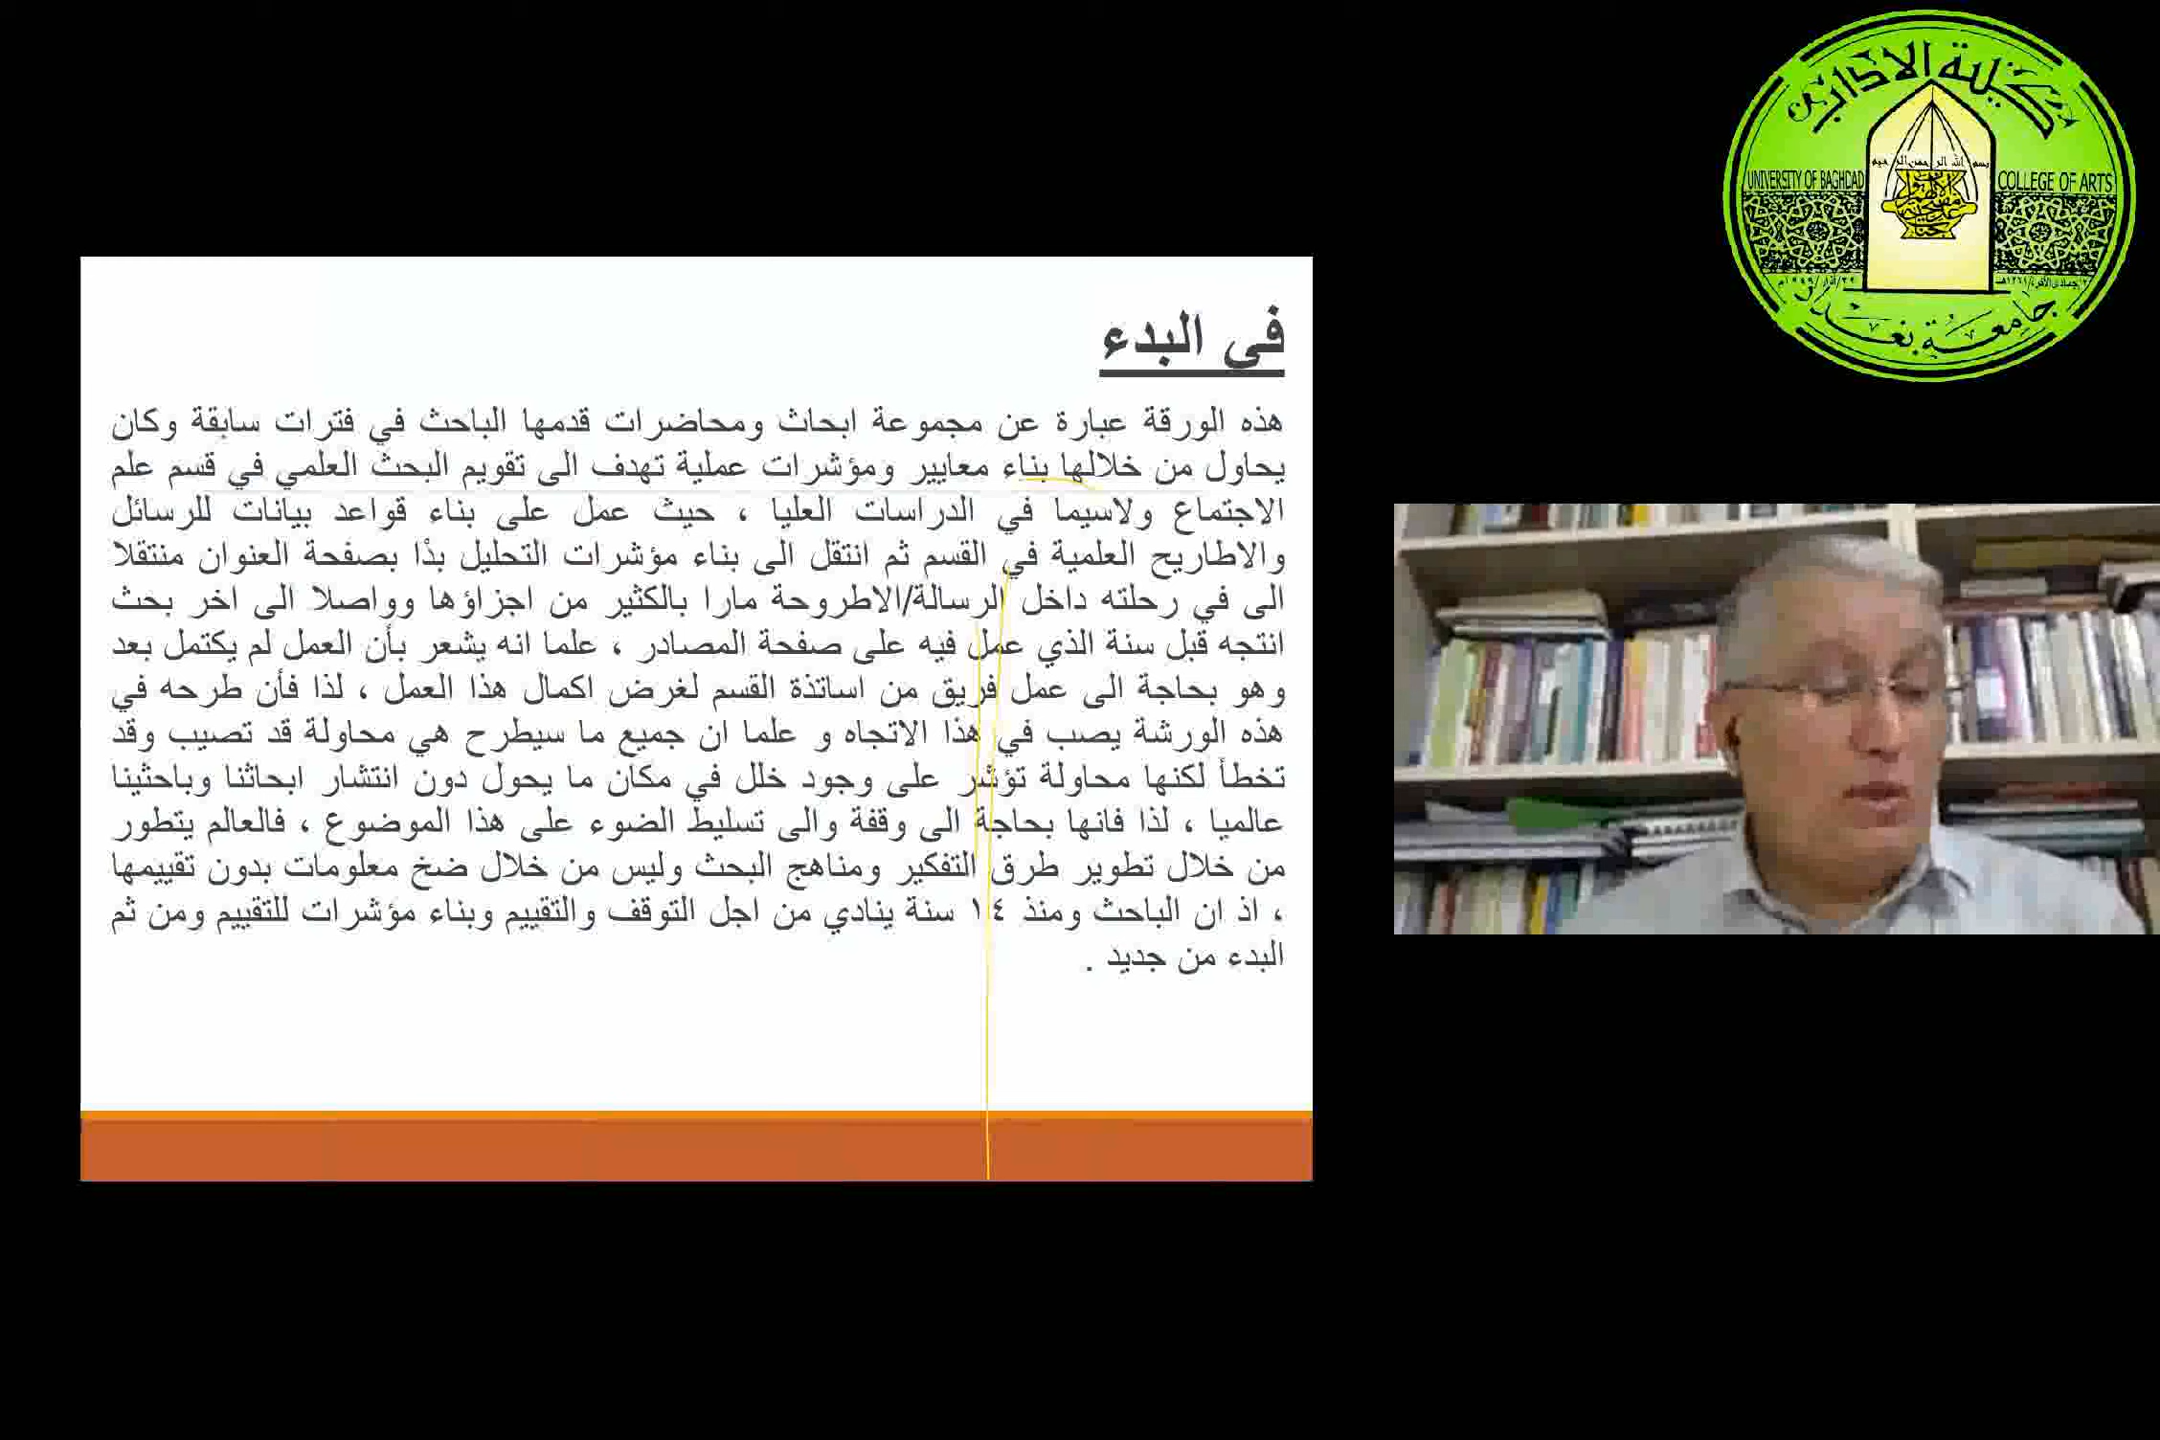 كلية الاداب
بسم الله الرحمن الرحيم
UNIVERSITY OF BAGHDAD
COLLEGE OF ARTS
جامعة بغداد
في البدء
هذه الورقة عبارة عن مجموعة ابحاث ومحاضرات قدمها الباحث في فترات سابقة وكان
يحاول من خلالها بناء معايير ومؤشرات عملية تهدف الى تقويم البحث العلمي في قسم علم
الاجتماع ولاسيما في الدراسات العليا ، حيث عمل على بناء قواعد بيانات للرسائل
والاطاريح العلمية في القسم ثم انتقل الى بناء مؤشرات التحليل بدْا بصفحة العنوان منتقلا
الى في رحلته داخل الرسالة/الاطروحة مارا بالكثير من اجزاؤها وواصلا الى اخر بحث
انتجه قبل سنة الذي عمل فيه على صفحة المصادر ، علما انه يشعر بأن العمل لم يكتمل بعد
وهو بحاجة الى عمل فريق من اساتذة القسم لغرض اكمال هذا العمل ، لذا فأن طرحه في
هذه الورشة يصب في هذا الاتجاه و علما ان جميع ما سيطرح هي محاولة قد تصيب وقد
تخطأ لكنها محاولة تؤشر على وجود خلل في مكان ما يحول دون انتشار ابحاثنا وباحثينا
عالميا ، لذا فانها بحاجة الى وقفة والى تسليط الضوء على هذا الموضوع ، فالعالم يتطور
من خلال تطوير طرق التفكير ومناهج البحث وليس من خلال ضخ معلومات بدون تقييمها
، اذ ان الباحث ومنذ ١٤ سنة ينادي من اجل التوقف والتقييم وبناء مؤشرات للتقييم ومن ثم
البدء من جديد .